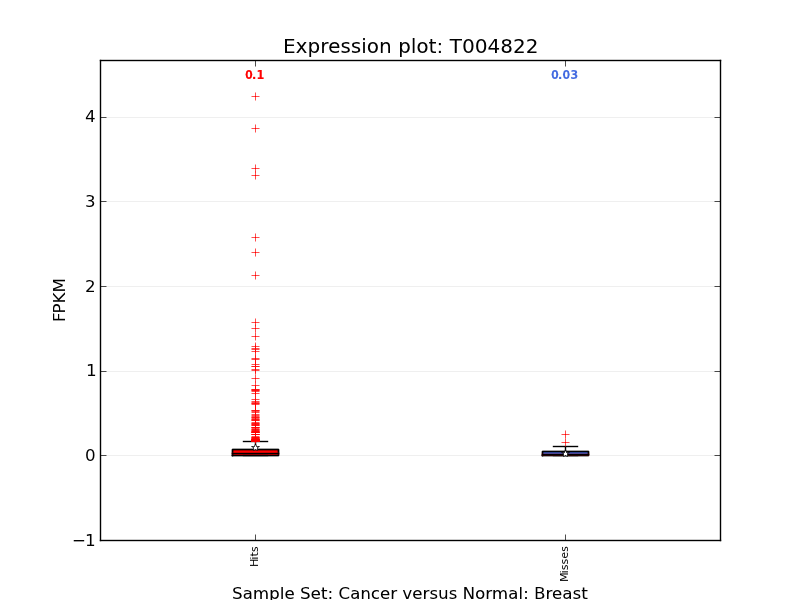 Expression plot: T004822
0.1
0.03
4
3
2
1
0
−1
FPKM
Hits
Misses
Sample Set: Cancer versus Normal: Breast